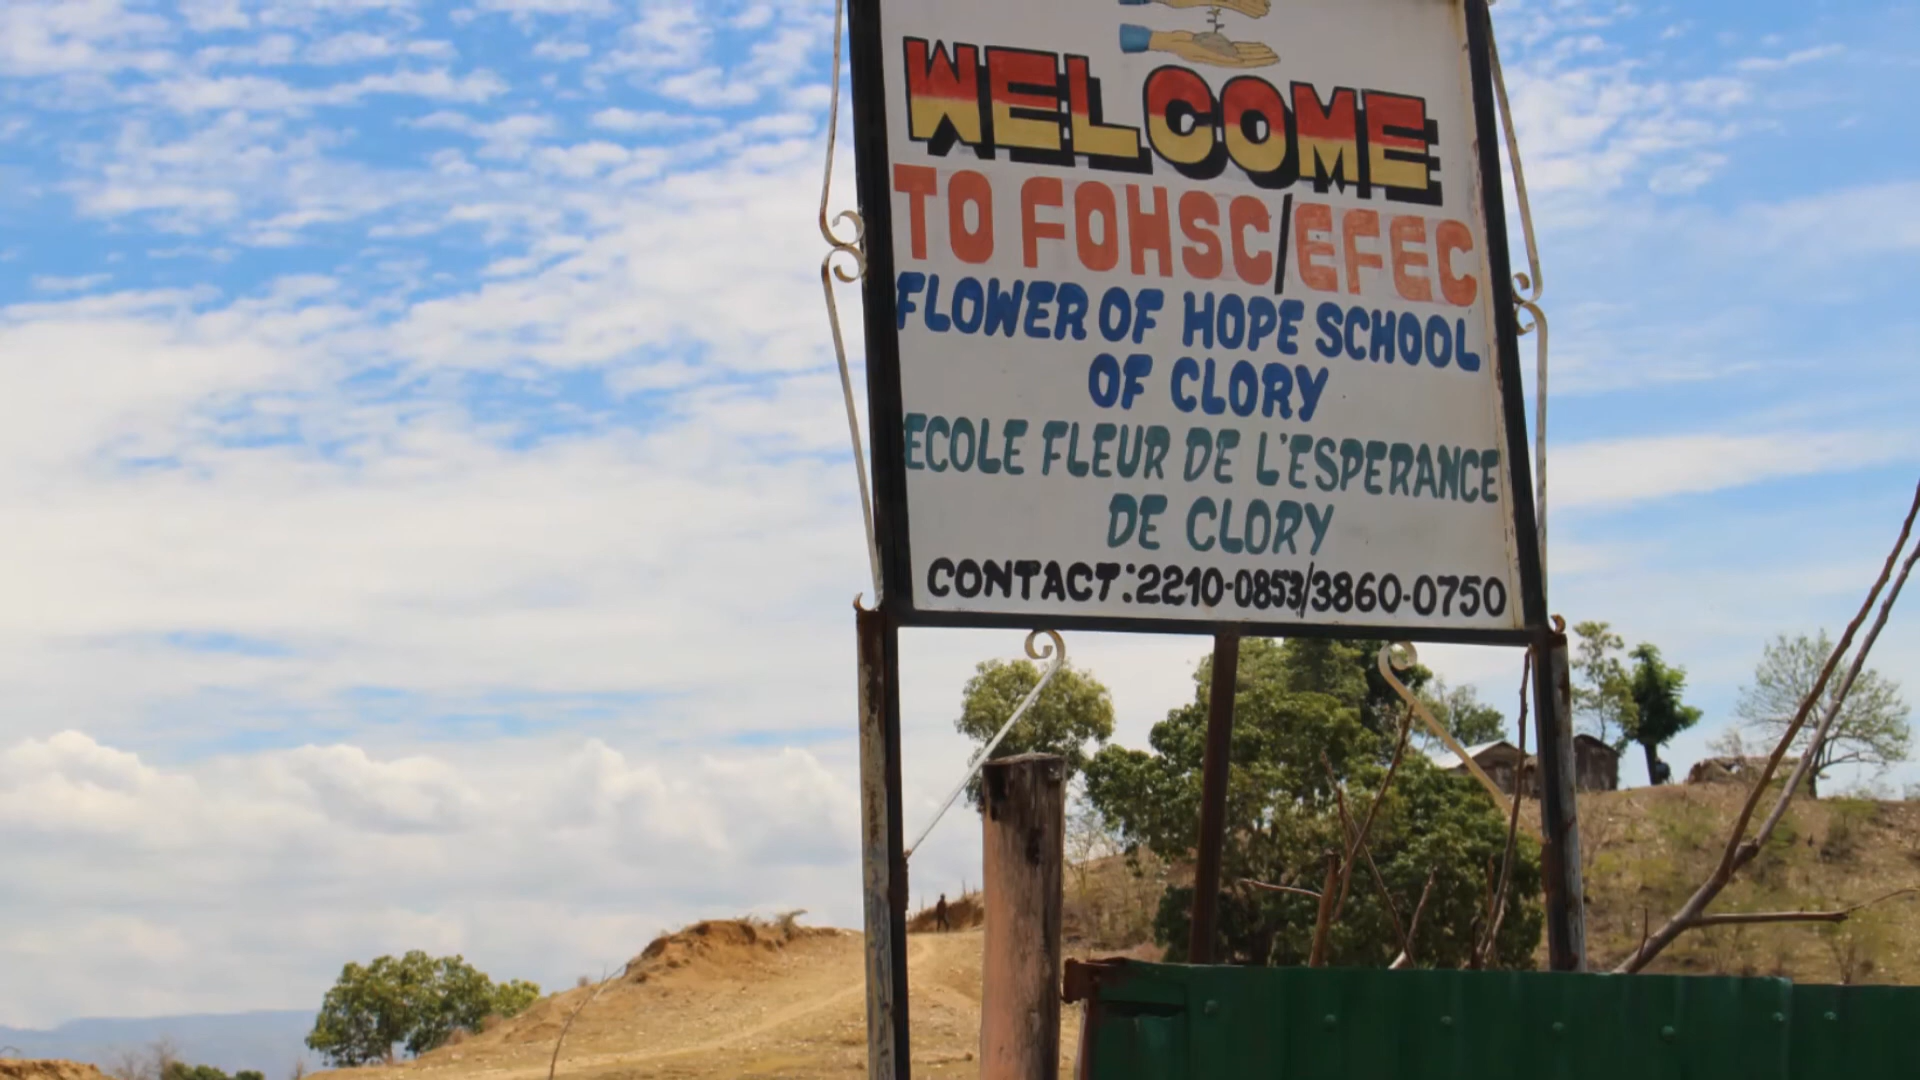 WELCOME
TO FOHSC/EFEC
FLOWER OF HOPE SCHOOL
OF CLORY
ECOLE FLEUR DE L'ESPERANCE
DE CLORY
CONTACT:2210-0853/3860-0750